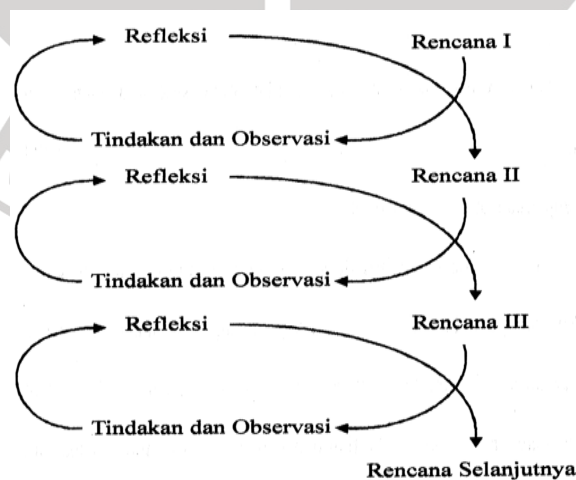 Refleksi
Rencana I
Tindakan dan Observasi
Refleksi
Rencana II
Tindakan dan Observasi
Refleksi
Rencana III
Tindakan dan Observasi
Rencana Selanjutnya